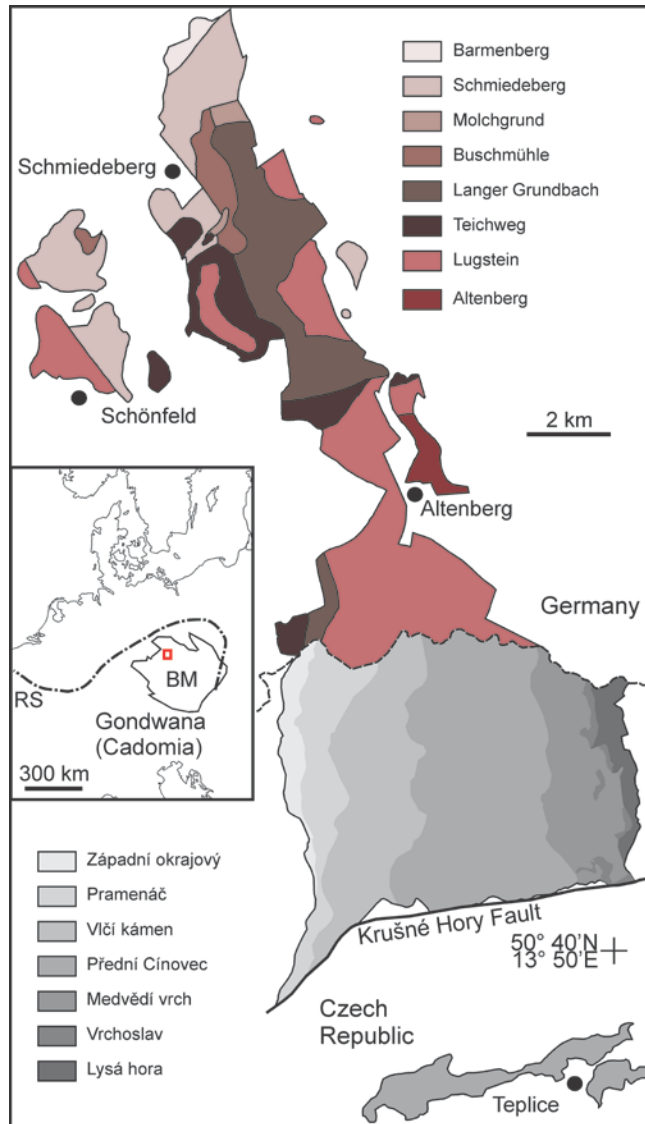 Barmenberg
Schmiedeberg
Molchgrund
Buschmühle
Langer Grundbach
Teichweg
Lugstein
Altenberg
Schmiedeberg
Schönfeld
2 km
Altenberg
Germany
RS
BM
Gondwana
(Cadomia)
300 km
Západní okrajový
Pramenáč
Vlčí kámen
Přední Cínovec
Medvědí vrch
Vrchoslav
Lysá hora
Krušné Hory Fault
50° 40'N
13° 50'E
Czech
Republic
Teplice